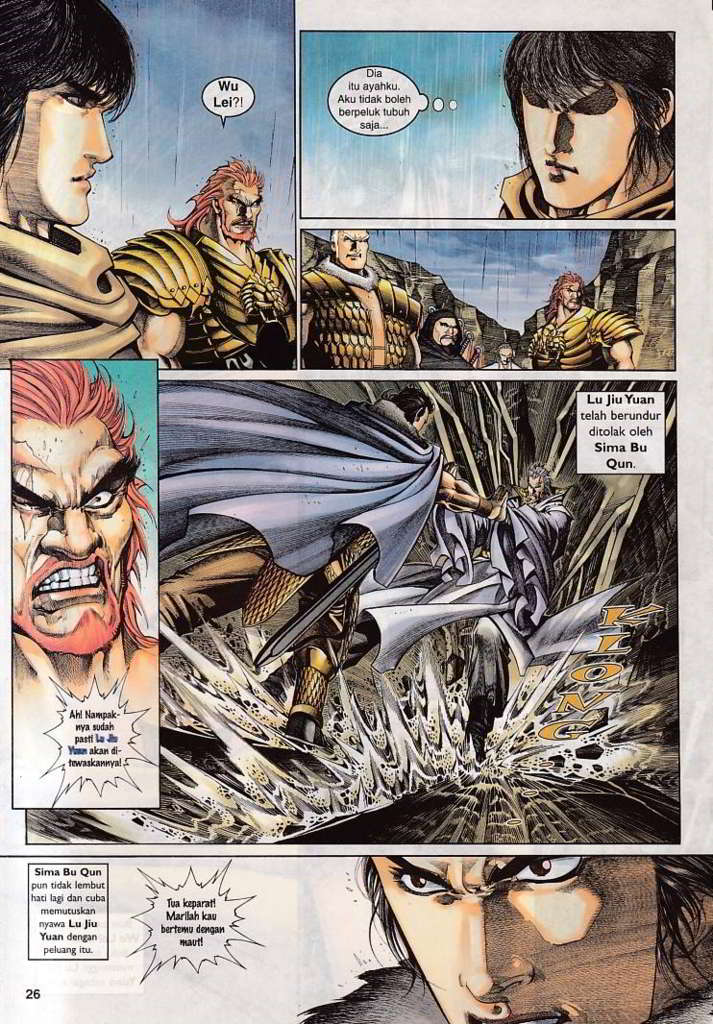 Wu
Lei?!
Dia
itu ayahku.
Aku tidak boleh
berpeluk tubuh
saja...
Lu Jiu Yuan
telah berundur
ditolak oleh
Sima Bu
Qun.
Ah! Nampak-
nya sudah
pasti Lu Jiu
Yuan akan di-
tewaskannya!
KLONG
Sima Bu Qun
pun tidak lembut
hati lagi dan cuba
memutuskan
nyawa Lu Jiu
Yuan dengan
peluang itu.
Tua keparat!
Marilah kau
bertemu dengan
maut!
26